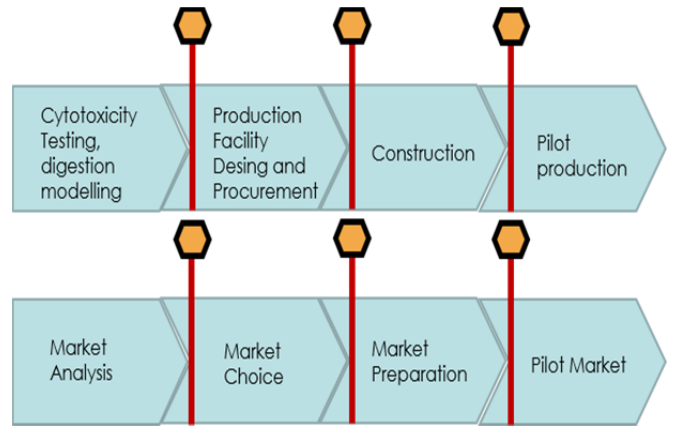 Cytotoxicity
Testing,
digestion
modelling
Production
Facility
Desing and
Procurement
Construction
Pilot
production
Market
Analysis
Market
Choice
Market
Preparation
Pilot Market